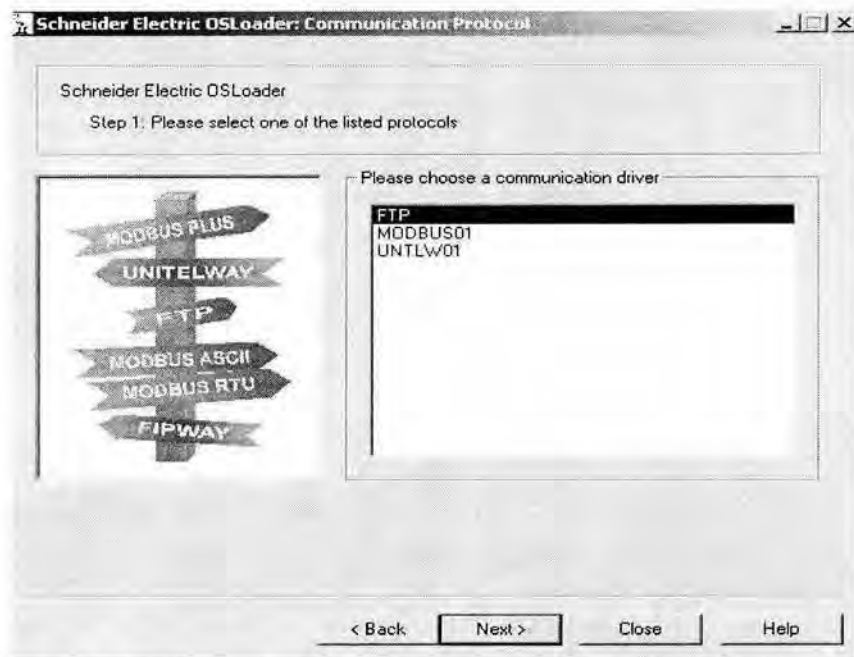 Schneider Electric OSLoader: Communication Protocol
Schneider Electric OSLoader
Step 1: Please select one of the listed protocols
MODBUS PLUS
UNITELWAY
FTP
MODBUS ASCII
MODBUS RTU
FIPWAY
Please choose a communication driver
FTP
MODBUS01
UNTLW01
< Back
Next >
Close
Help